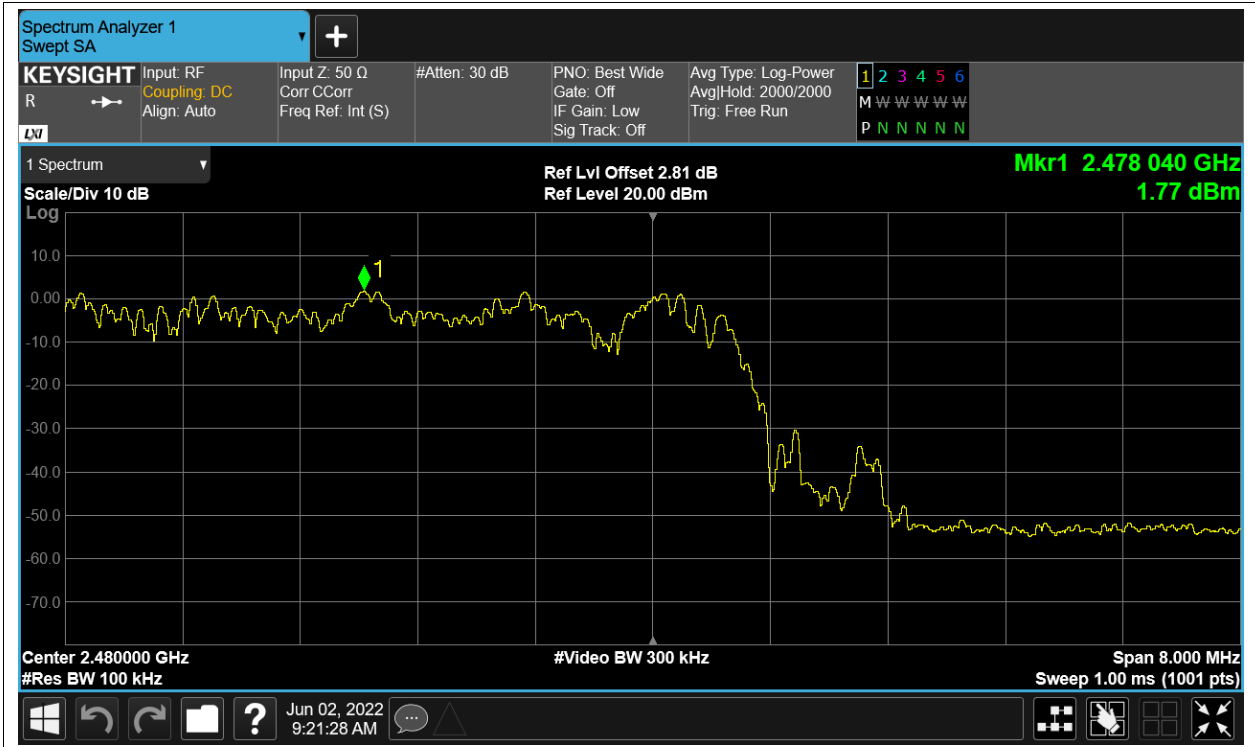 Spectrum Analyzer 1
Swept SA
KEYSIGHT
R
LXI
Input: RF
Coupling: DC
Align: Auto
Input Z: 50 Ω
Corr CCorr
Freq Ref: Int (S)
#Atten: 30 dB
PNO: Best Wide
Gate: Off
IF Gain: Low
Sig Track: Off
Avg Type: Log-Power
Avg|Hold: 2000/2000
Trig: Free Run
1 2 3 4 5 6
M W W W W W
P N N N N N
1 Spectrum
Scale/Div 10 dB
Log
Ref Lvl Offset 2.81 dB
Ref Level 20.00 dBm
Mkr1 2.478 040 GHz
1.77 dBm
10.0
1
0.00
-10.0
-20.0
-30.0
-40.0
-50.0
-60.0
-70.0
Center 2.480000 GHz
#Video BW 300 kHz
Span 8.000 MHz
#Res BW 100 kHz
Sweep 1.00 ms (1001 pts)
?
Jun 02, 2022
9:21:28 AM